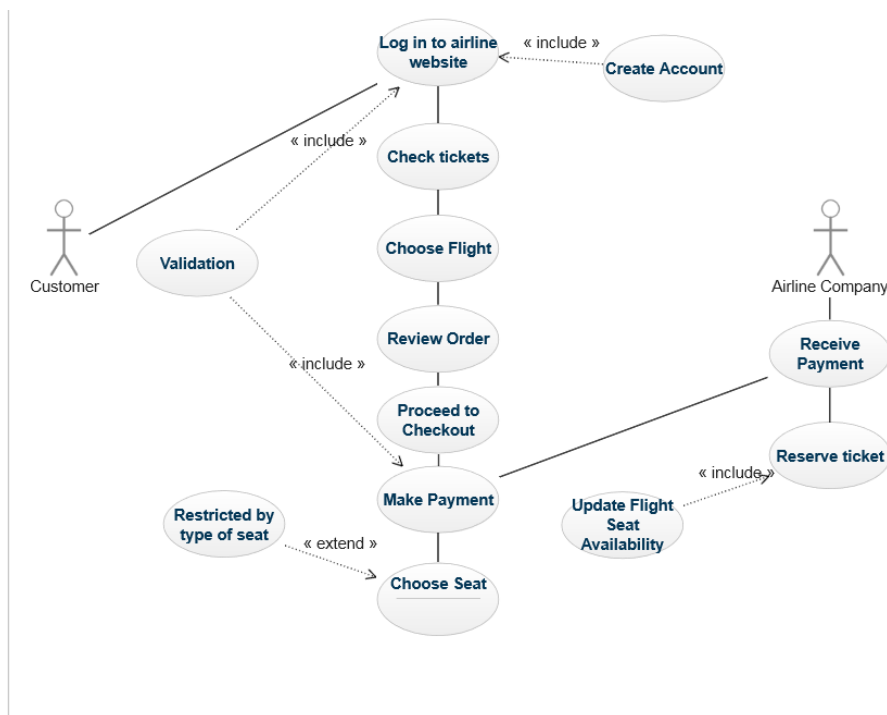 Log in to airline
website
« include »
Create Account
« include »
Check tickets
Customer
Validation
Choose Flight
Airline Company
Review Order
Receive
Payment
« include »
Proceed to
Checkout
Reserve ticket
« include »
Make Payment
Restricted by
type of seat
Update Flight
Seat
Availability
« extend »
Choose Seat